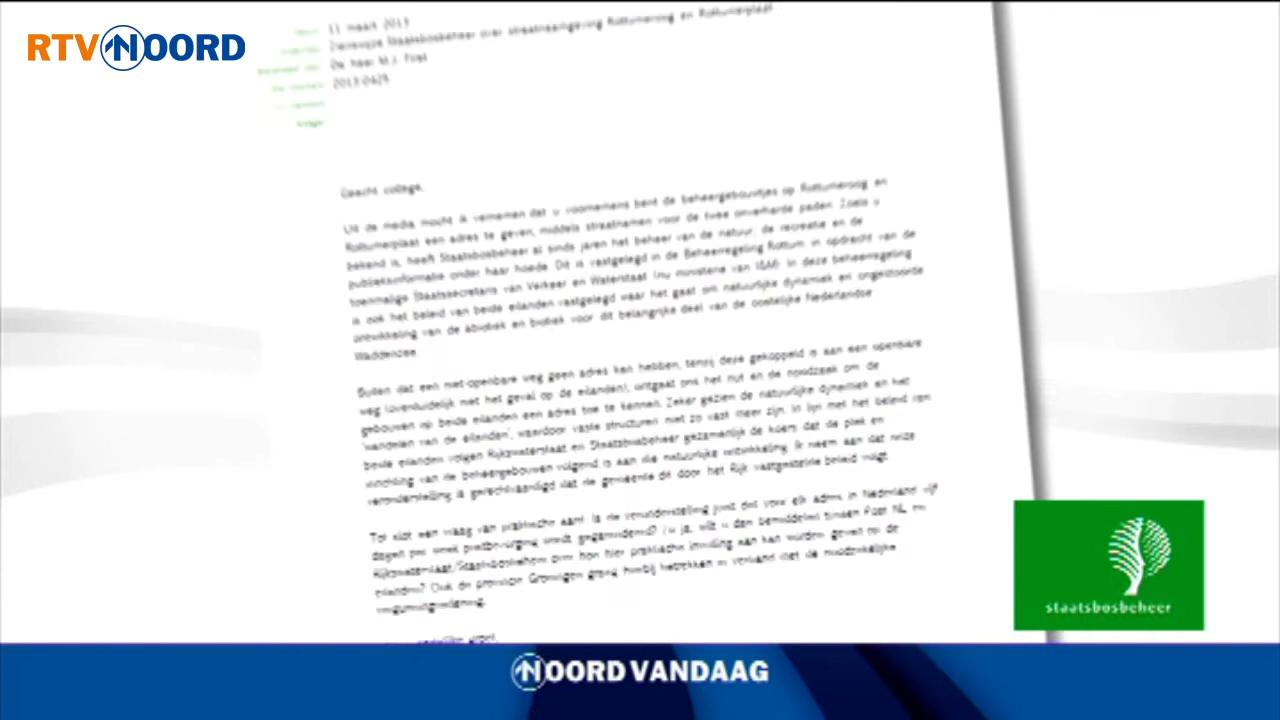 RTV NOORD
11 maart 2013
Zienswijze Staatsbosbeheer over straatnaamgeving Rottumeroog en Rottumerplaat
De heer M.J. Firet
2013.0425
Geacht college,
Uit de media mocht ik vernemen dat u voornemens bent de beheergebouwtjes op Rottumeroog en
Rottumerplaat een adres te geven, middels straatnamen voor de twee onverharde paden. Zoals u
bekend is, heeft Staatsbosbeheer al sinds jaren het beheer van de natuur, de recreatie en de
publieksinformatie onder haar hoede. Dit is vastgelegd in de Beheerregeling Rottum in opdracht van de
toenmalige Staatssecretaris van Verkeer en Waterstaat (nu ministerie van I&M). In deze beheerregeling
is ook het beleid van beide eilanden vastgelegd waar het gaat om natuurlijke dynamiek en ongestoorde
ontwikkeling van de abiotiek en biotiek voor dit belangrijke deel van de oostelijke Nederlandse
Waddenzee.
Buiten dat een niet-openbare weg geen adres kan hebben, tenzij deze gekoppeld is aan een openbare
weg (overduidelijk niet het geval op de eilanden), ontgaat ons het nut en de noodzaak om de
gebouwen op beide eilanden een adres toe te kennen. Zeker gezien de natuurlijke dynamiek en het
'wandelen van de eilanden', waardoor vaste structuren niet zo vast meer zijn. In lijn met het beleid van
beide eilanden volgen Rijkswaterstaat en Staatsbosbeheer gezamenlijk de koers dat de plek en
inrichting van de beheergebouwen volgend is aan die natuurlijke ontwikkeling. Ik neem aan dat onze
veronderstelling is gerechtvaardigd dat de gemeente dit door het Rijk vastgestelde beleid volgt.
Tot slot een vraag van praktische aard. Is de veronderstelling juist dat voor elk adres in Nederland vijf
dagen per week postbezorging wordt gegarandeerd? Zo ja, wilt u dan bemiddelen tussen Post NL en
Rijkswaterstaat/Staatsbosbeheer over hoe hier praktische invulling aan kan worden gegeven op de
eilanden? Ook de provincie Groningen graag hierbij betrekken in verband met de noodzakelijke
vergunningverlening.
staatsbosbeheer
NOORD VANDAAG